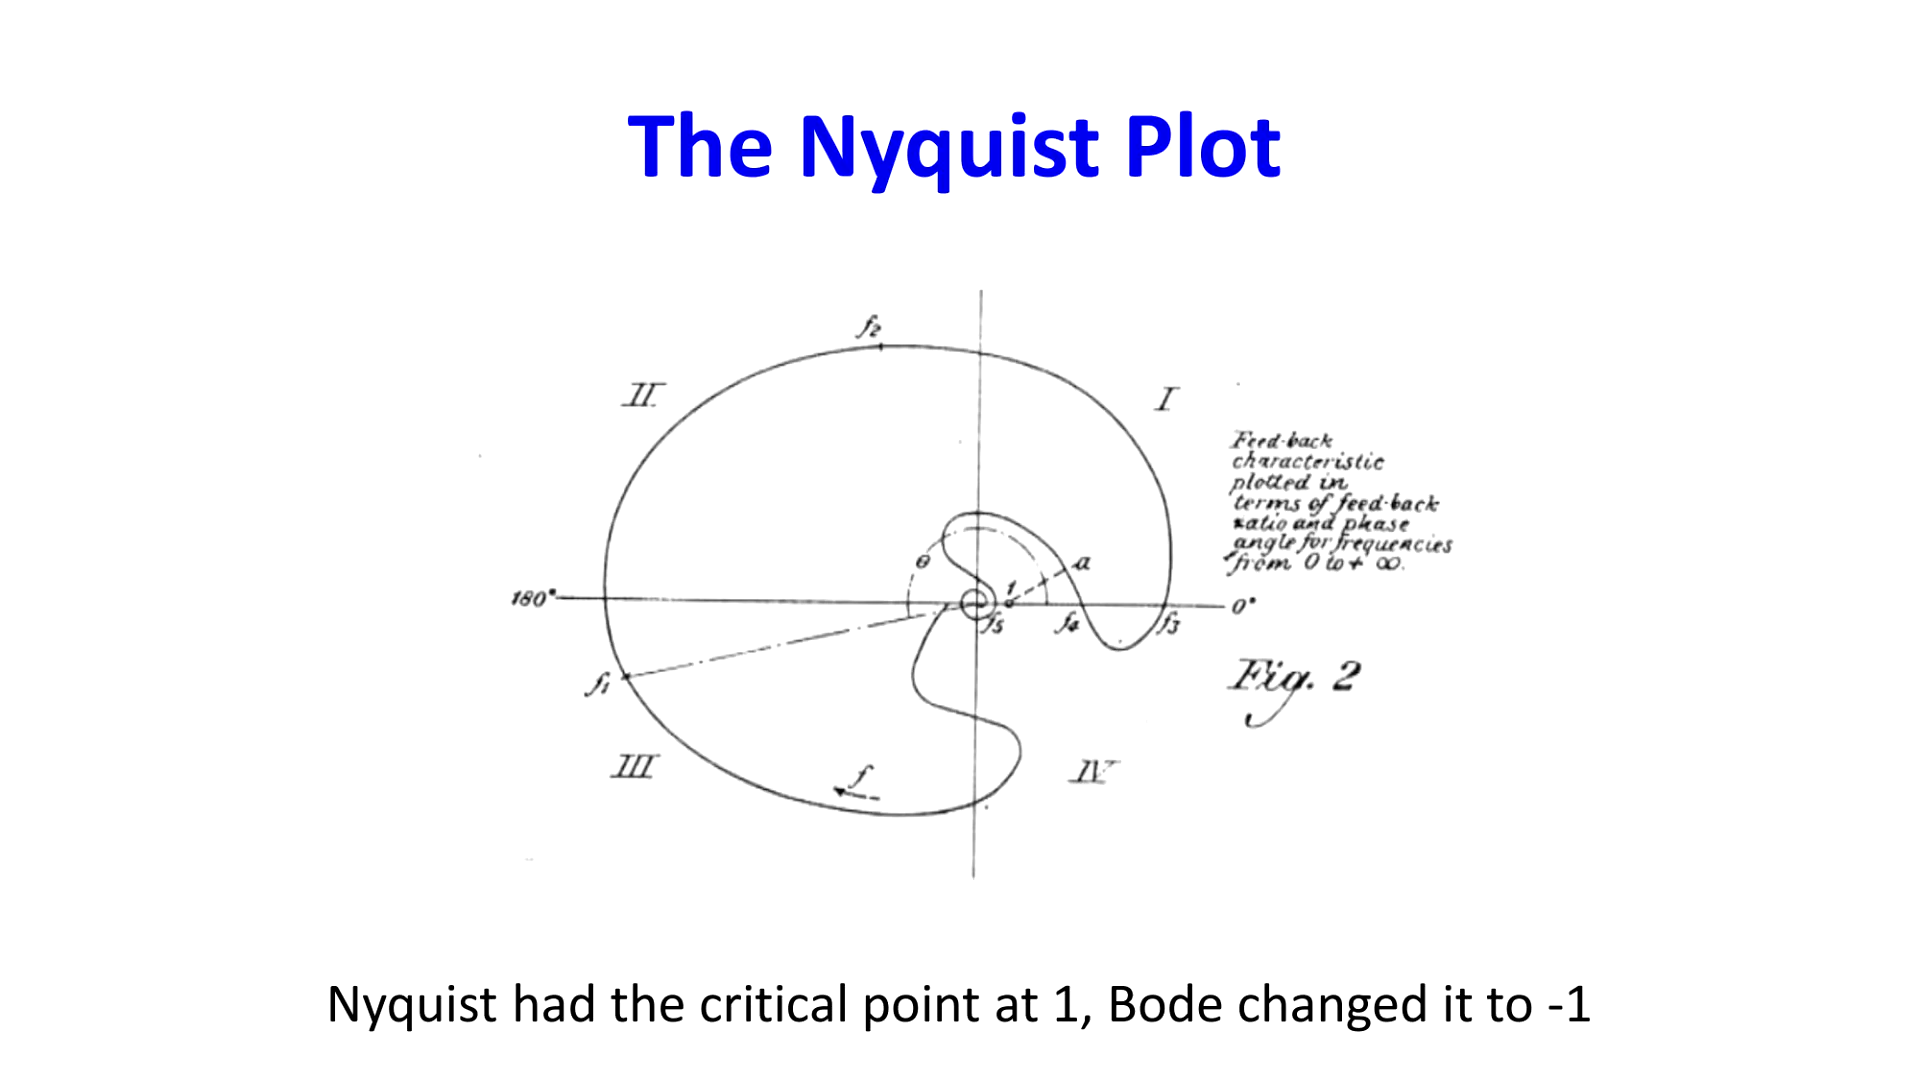 The Nyquist Plot
f2
II
I
Feed-back
characteristic
plotted in
terms of feed-back
ratio and phase
angle for frequencies
from 0 to + ∞.
θ
a
1
180°
0°
f5
f4
f3
f1
Fig. 2
III
f
IV
Nyquist had the critical point at 1, Bode changed it to -1